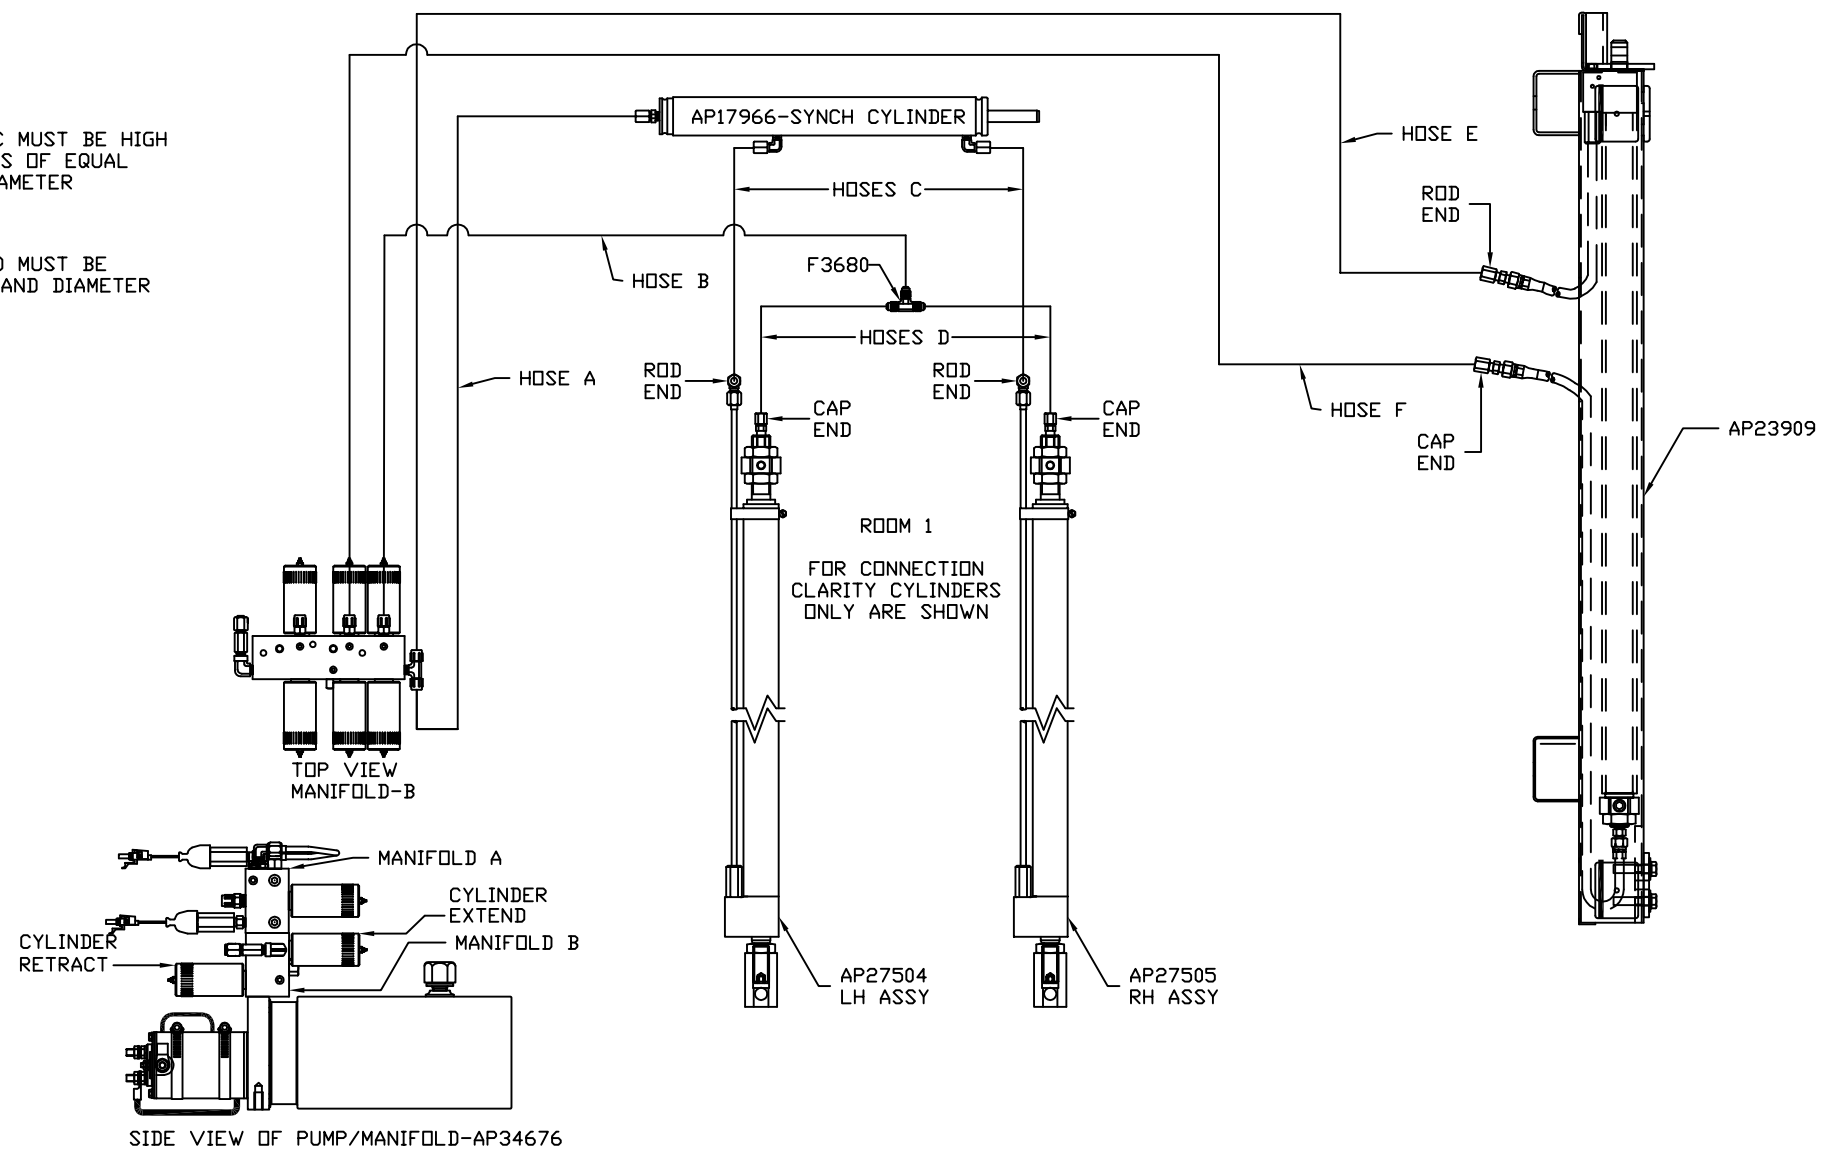 C MUST BE HIGH
S OF EQUAL
AMETER
D MUST BE
AND DIAMETER
AP17966-SYNCH CYLINDER
HOSES C
HOSE B
F3680
HOSES D
HOSE A
ROD
END
CAP
END
ROD
END
CAP
END
ROOM 1
FOR CONNECTION
CLARITY CYLINDERS
ONLY ARE SHOWN
HOSE E
ROD
END
HOSE F
CAP
END
AP23909
TOP VIEW
MANIFOLD-B
MANIFOLD A
CYLINDER
EXTEND
MANIFOLD B
CYLINDER
RETRACT
AP27504
LH ASSY
AP27505
RH ASSY
SIDE VIEW OF PUMP/MANIFOLD-AP34676